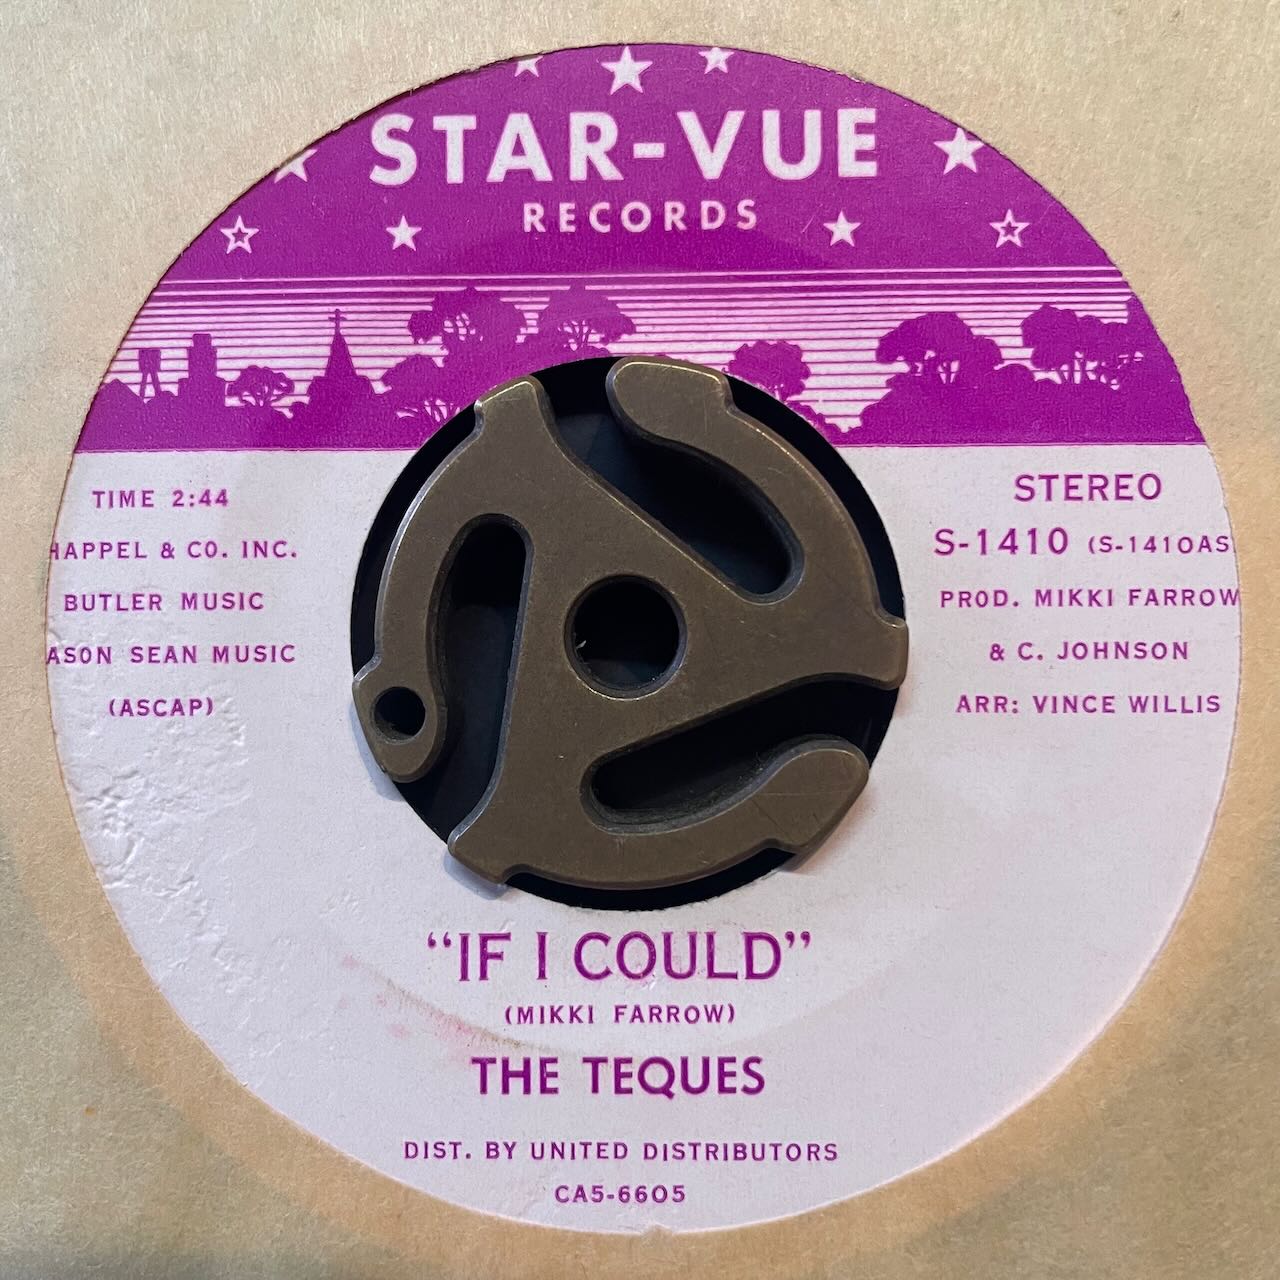 STAR-VUE
RECORDS
TIME 2:44
HAPPEL & CO. INC.
BUTLER MUSIC
ASON SEAN MUSIC
(ASCAP)
STEREO
S-1410 (S-1410AS
PROD. MIKKI FARROW
& C. JOHNSON
ARR: VINCE WILLIS
“IF I COULD”
(MIKKI FARROW)
THE TEQUES
DIST. BY UNITED DISTRIBUTORS
CA5-6605